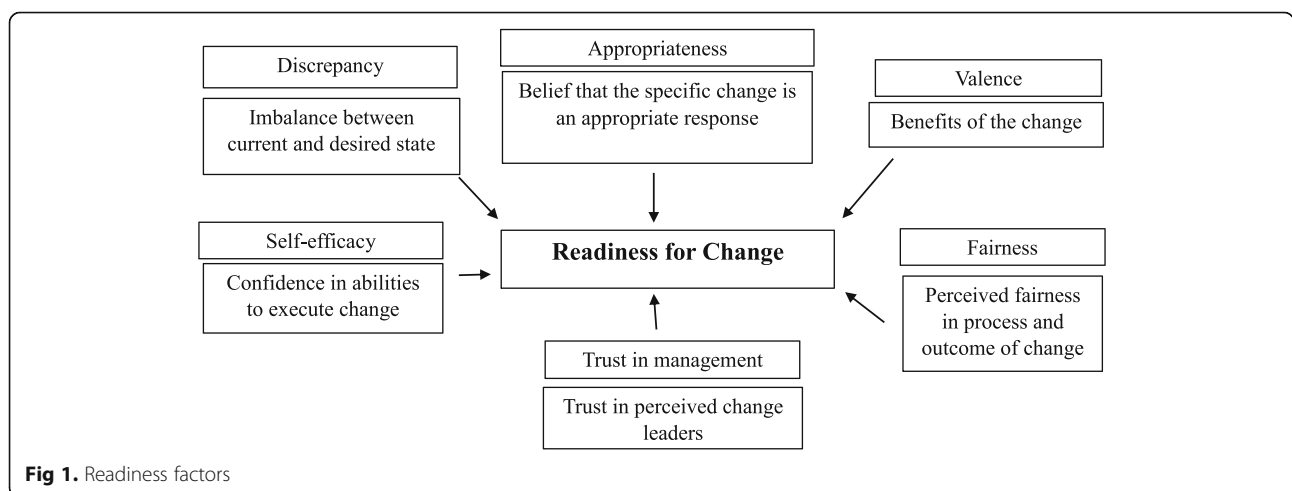 Discrepancy
Imbalance between
current and desired state
Appropriateness
Belief that the specific change is
an appropriate response
Valence
Benefits of the change
Self-efficacy
Confidence in abilities
to execute change
Readiness for Change
Fairness
Perceived fairness
in process and
outcome of change
Trust in management
Trust in perceived change
leaders
Fig 1. Readiness factors